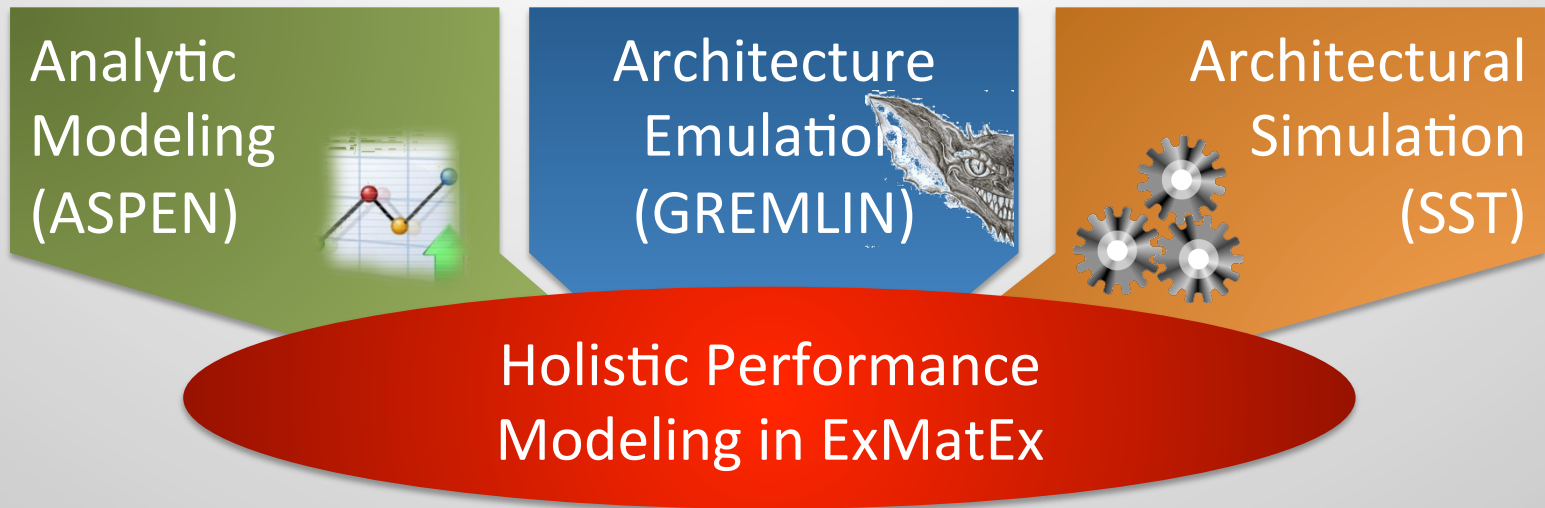 Analytic
Modeling
(ASPEN)
Architecture
Emulation
(GREMLIN)
Architectural
Simulation
(SST)
Holistic Performance
Modeling in ExMatEx